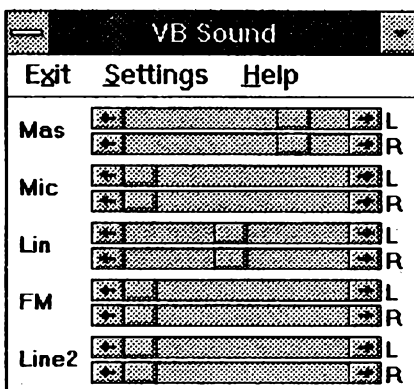 VB Sound
Exit Settings Help
Mas L
R
Mic L
R
Lin L
R
FM L
R
Line2 L
R